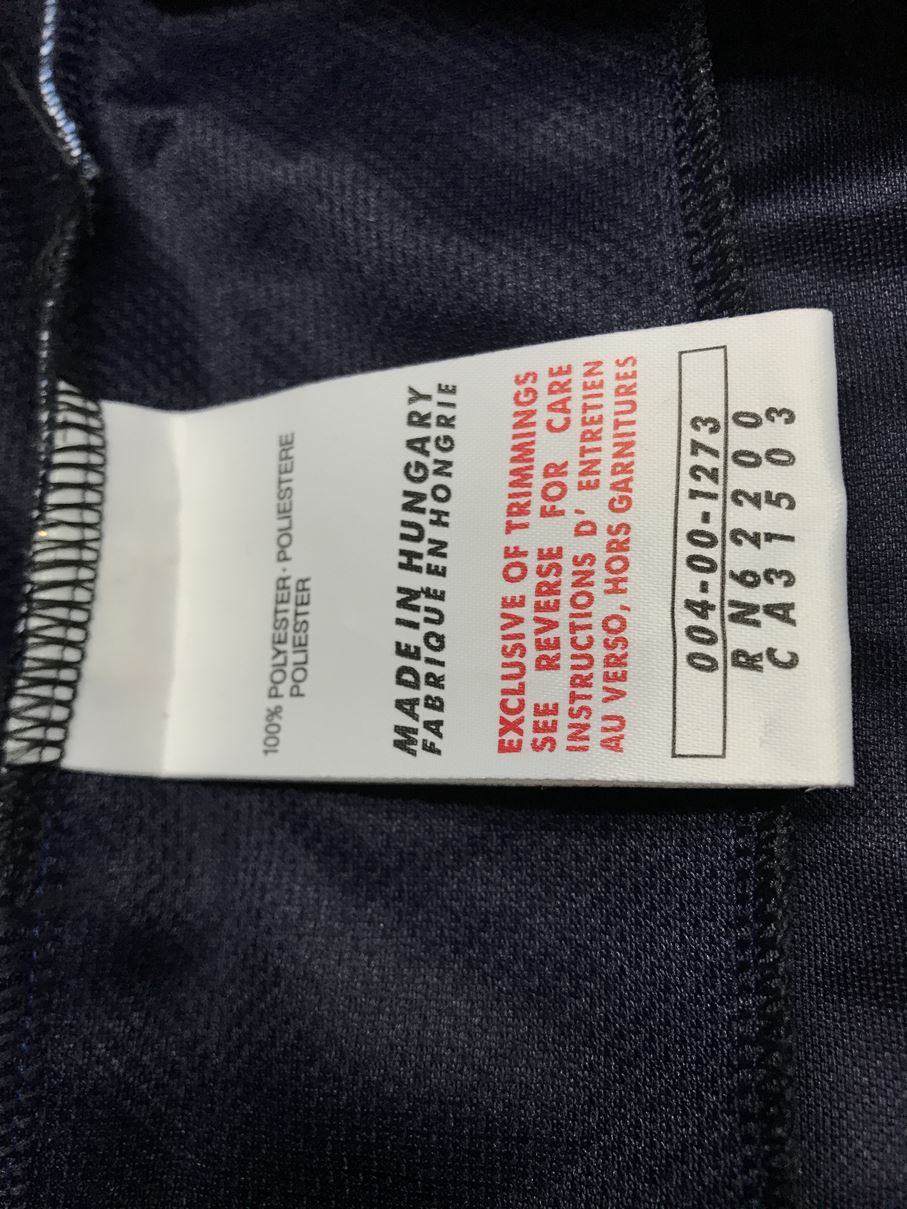 100% POLYESTER· POLIESTERE
POLIESTER
MADE IN HUNGARY
FABRIQUÉ EN HONGRIE
EXCLUSIVE OF TRIMMINGS
SEE REVERSE FOR CARE
INSTRUCTIONS D' ENTRETIEN
AU VERSO, HORS GARNITURES
004-00-1273
RN62200
CA31503